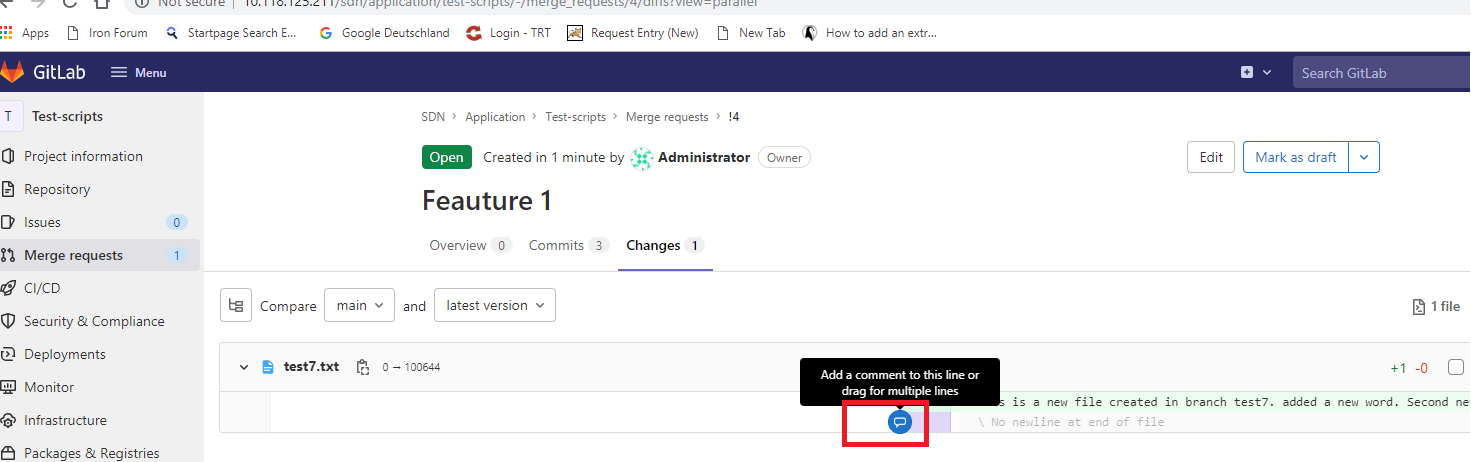 Not secure 10.118.125.211/sdn/application/test-scripts/-/merge_requests/4/diffs?view=parallel
Apps Iron Forum Startpage Search E... Google Deutschland Login - TRT Request Entry (New) New Tab How to add an extr...
GitLab Menu Search GitLab
T Test-scripts
SDN > Application > Test-scripts > Merge requests > !4
Project information
Open Created in 1 minute by Administrator Owner Edit Mark as draft
Repository
Feauture 1
Issues 0
Overview 0 Commits 3 Changes 1
Merge requests 1
CI/CD
Compare main and latest version 1 file
Security & Compliance
Deployments
test7.txt 0 → 100644 +1 -0
Add a comment to this line or
drag for multiple lines
Monitor
s is a new file created in branch test7. added a new word. Second ne
Infrastructure
\ No newline at end of file
Packages & Registries